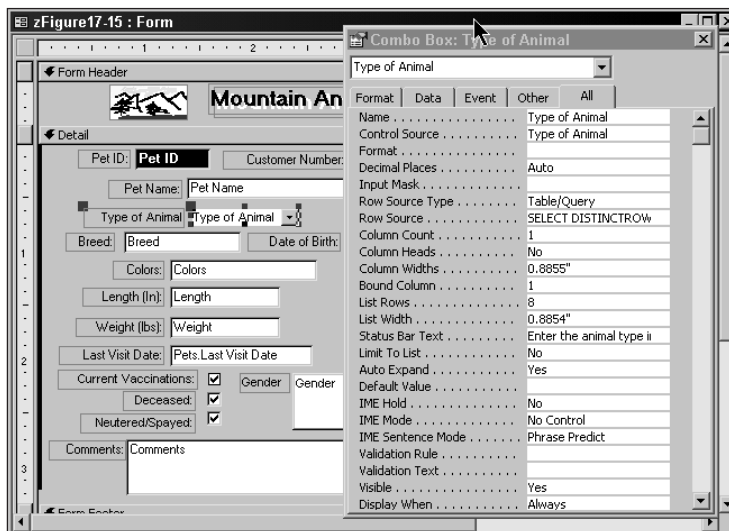 zFigure17-15 : Form
Form Header
Mountain An
Detail
Pet ID: Pet ID
Customer Number:
Pet Name: Pet Name
Type of Animal Type of Animal
Breed: Breed
Date of Birth:
Colors: Colors
Length (In): Length
Weight (lbs): Weight
Last Visit Date: Pets.Last Visit Date
Current Vaccinations:
Gender Gender
Deceased:
Neutered/Spayed:
Comments: Comments
Form Footer
Combo Box: Type of Animal
Type of Animal
Format Data Event Other All
Name . . . . . . . . . . . . . . . . Type of Animal
Control Source . . . . . . . . . . Type of Animal
Format . . . . . . . . . . . . . . .
Decimal Places . . . . . . . . . . Auto
Input Mask . . . . . . . . . . . . .
Row Source Type . . . . . . . . Table/Query
Row Source . . . . . . . . . . . . SELECT DISTINCTROW
Column Count . . . . . . . . . . . 1
Column Heads . . . . . . . . . . . No
Column Widths . . . . . . . . . . 0.8855"
Bound Column . . . . . . . . . . . 1
List Rows . . . . . . . . . . . . . . 8
List Width . . . . . . . . . . . . . 0.8854"
Status Bar Text . . . . . . . . . Enter the animal type i
Limit To List . . . . . . . . . . . . No
Auto Expand . . . . . . . . . . . . Yes
Default Value . . . . . . . . . . .
IME Hold . . . . . . . . . . . . . . No
IME Mode . . . . . . . . . . . . . No Control
IME Sentence Mode . . . . . . . Phrase Predict
Validation Rule . . . . . . . . . .
Validation Text . . . . . . . . . .
Visible . . . . . . . . . . . . . . . . Yes
Display When . . . . . . . . . . . Always